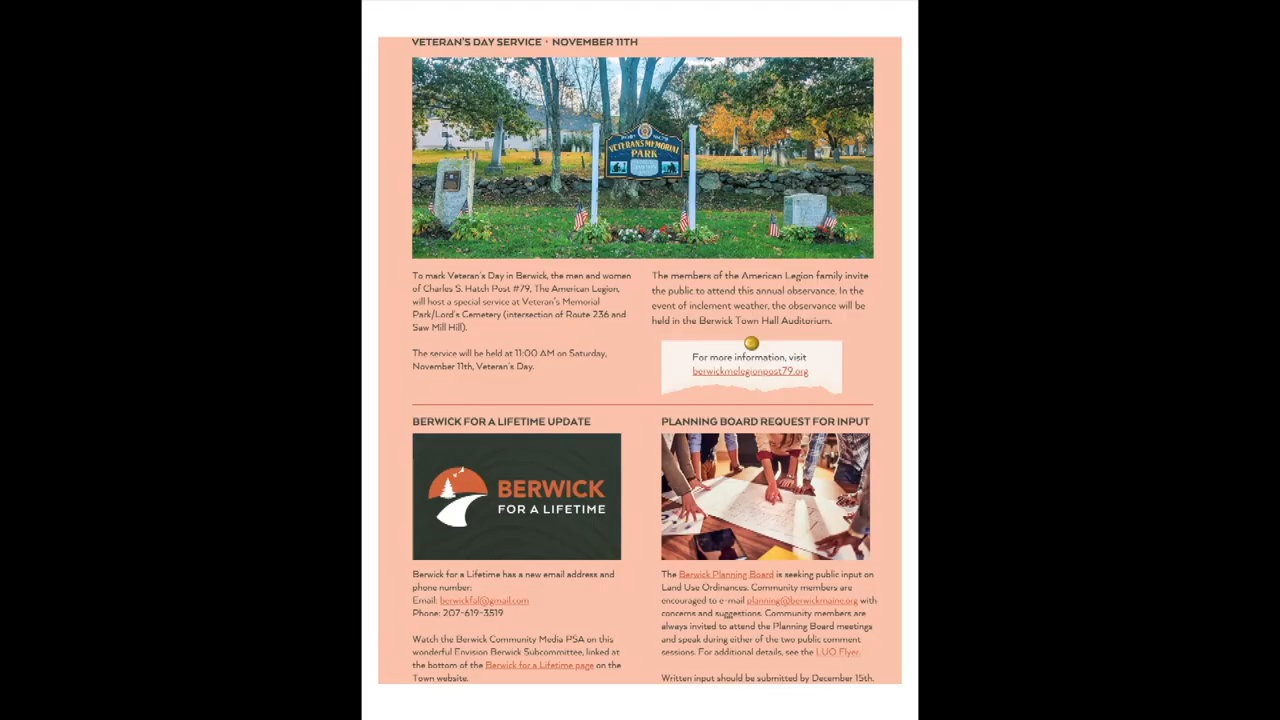 VETERAN'S DAY SERVICE · NOVEMBER 11TH
VETERANS MEMORIAL
PARK
To mark Veteran's Day in Berwick, the men and women
of Charles S. Hatch Post #79, The American Legion,
will host a special service at Veteran's Memorial
Park/Lord's Cemetery (intersection of Route 236 and
Saw Mill Hill).
The service will be held at 11:00 AM on Saturday,
November 11th, Veteran's Day.
The members of the American Legion family invite
the public to attend this annual observance. In the
event of inclement weather, the observance will be
held in the Berwick Town Hall Auditorium.
For more information, visit
berwickmelegionpost79.org
BERWICK FOR A LIFETIME UPDATE
BERWICK
FOR A LIFETIME
Berwick for a Lifetime has a new email address and
phone number:
Email: berwickfal@gmail.com
Phone: 207-619-3519
Watch the Berwick Community Media PSA on this
wonderful Envision Berwick Subcommittee, linked at
the bottom of the Berwick for a Lifetime page on the
Town website.
PLANNING BOARD REQUEST FOR INPUT
The Berwick Planning Board is seeking public input on
Land Use Ordinances. Community members are
encouraged to e-mail planning@berwickmaine.org with
concerns and suggestions. Community members are
always invited to attend the Planning Board meetings
and speak during either of the two public comment
sessions. For additional details, see the LUO Flyer.
Written input should be submitted by December 15th.